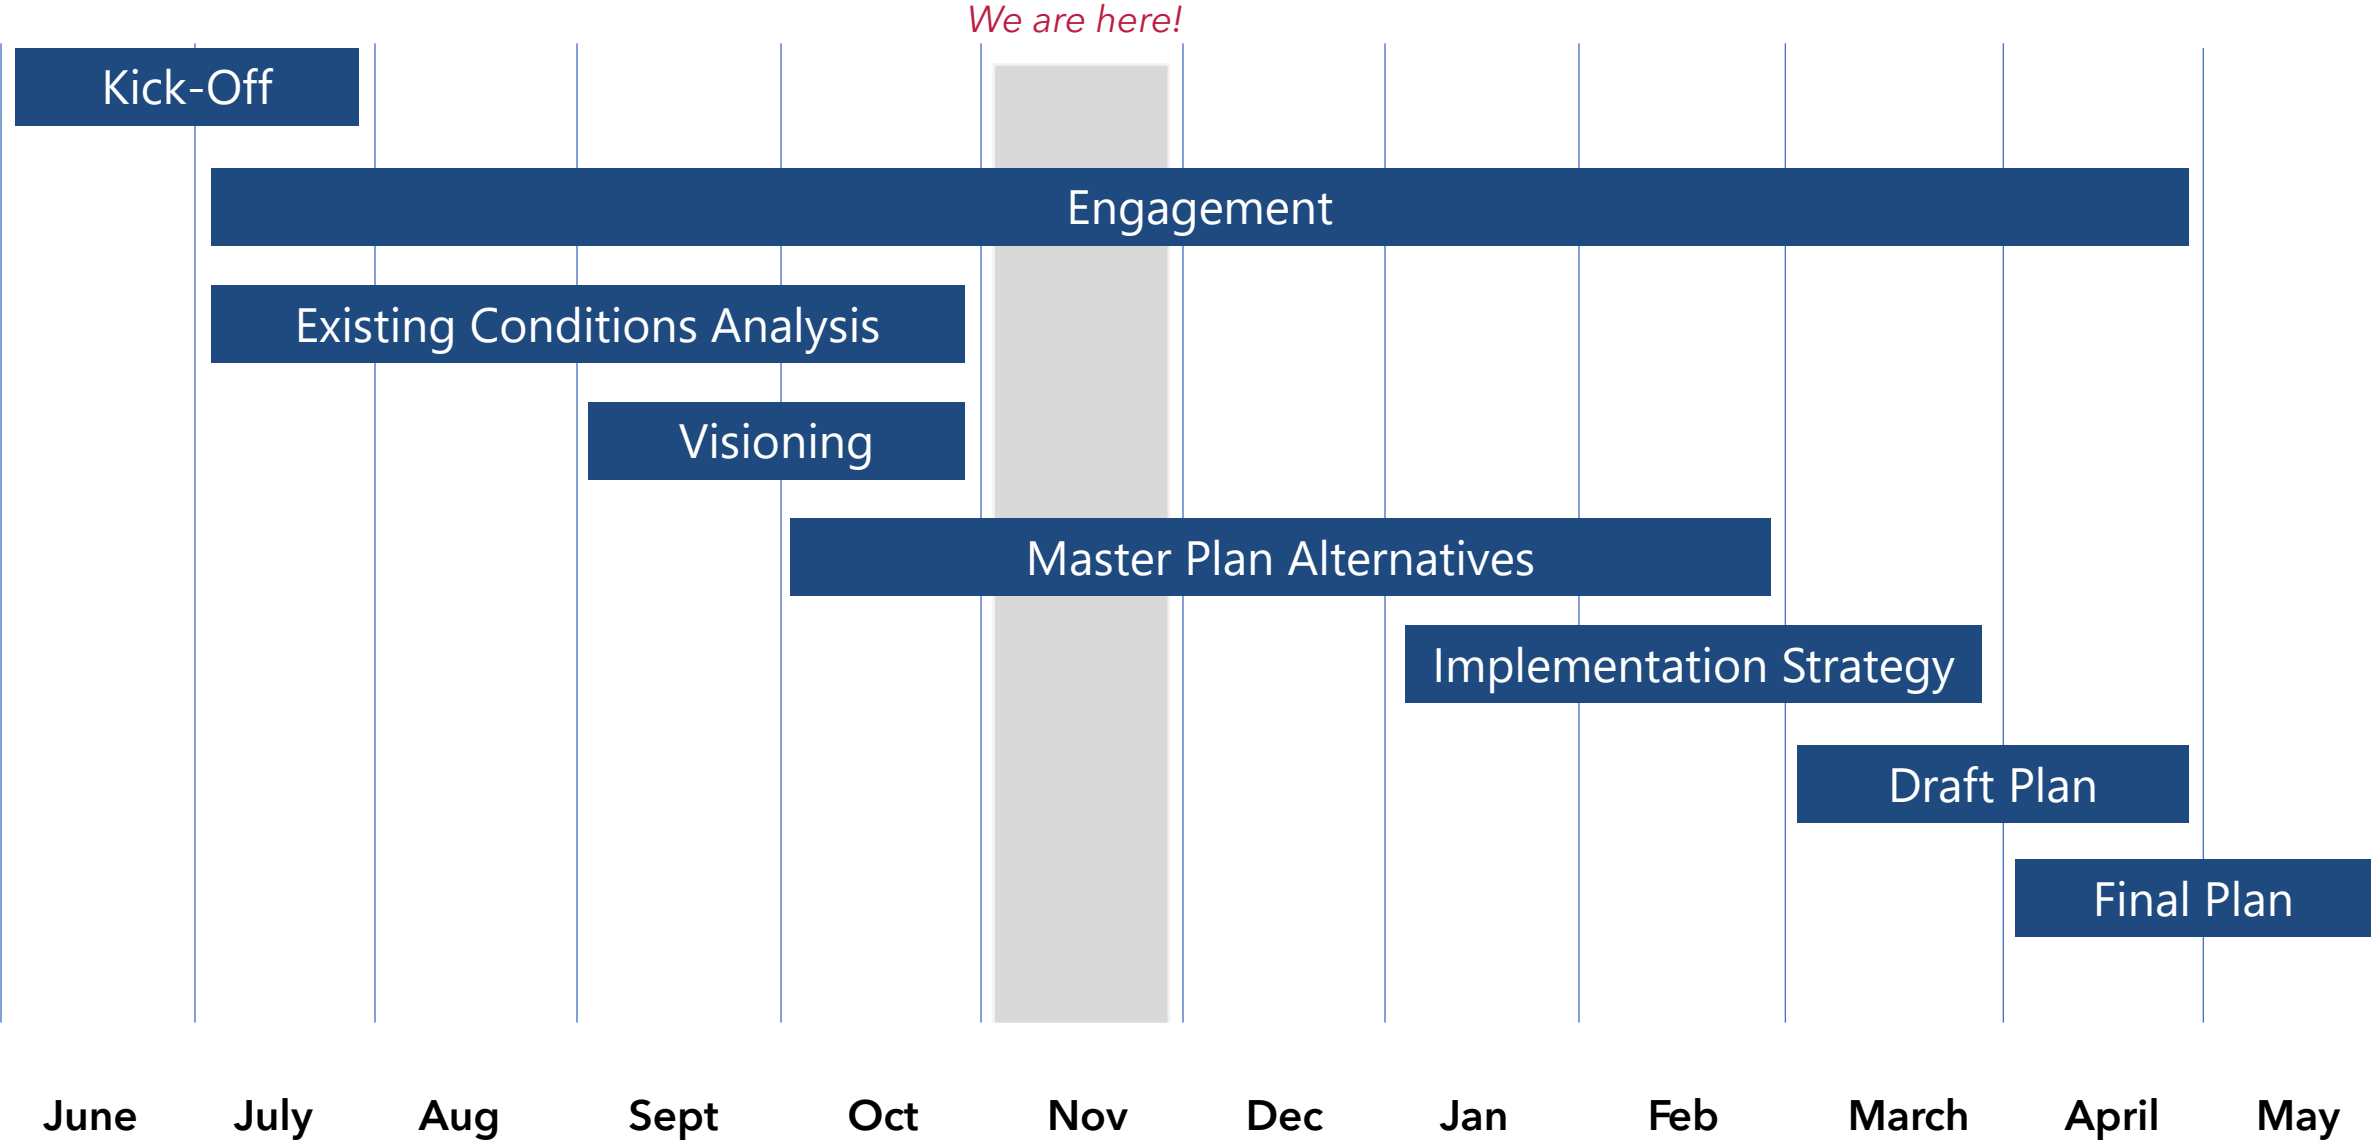 We are here!
Kick-Off
Engagement
Existing Conditions Analysis
Visioning
Master Plan Alternatives
Implementation Strategy
Draft Plan
Final Plan
June July Aug Sept Oct Nov Dec Jan Feb March April May